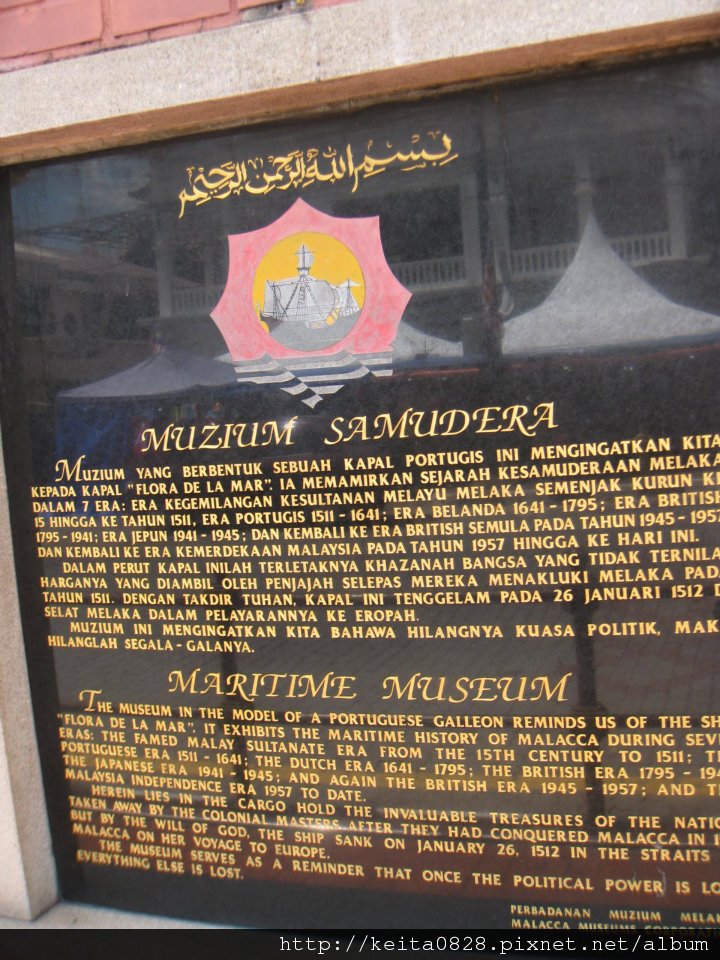 بسم الله الرحمن الرحيم
MUZIUM SAMUDERA
MUZIUM YANG BERBENTUK SEBUAH KAPAL PORTUGIS INI MENGINGATKAN KITA
KEPADA KAPAL "FLORA DE LA MAR". IA MEMAMIRKAN SEJARAH KESAMUDERAAN MELAKA
DALAM 7 ERA: ERA KEGEMILANGAN KESULTANAN MELAYU MELAKA SEMENJAK KURUN KE
15 HINGGA KE TAHUN 1511, ERA PORTUGIS 1511 - 1641; ERA BELANDA 1641 - 1795; ERA BRITISH
1795 - 1941; ERA JEPUN 1941 - 1945; DAN KEMBALI KE ERA BRITISH SEMULA PADA TAHUN 1945 - 1957
DAN KEMBALI KE ERA KEMERDEKAAN MALAYSIA PADA TAHUN 1957 HINGGA KE HARI INI.
DALAM PERUT KAPAL INILAH TERLETAKNYA KHAZANAH BANGSA YANG TIDAK TERNILA
HARGANYA YANG DIAMBIL OLEH PENJAJAH SELEPAS MEREKA MENAKLUKI MELAKA PAD
TAHUN 1511. DENGAN TAKDIR TUHAN, KAPAL INI TENGGELAM PADA 26 JANUARI 1512 D
SELAT MELAKA DALAM PELAYARANNYA KE EROPAH.
MUZIUM INI MENGINGATKAN KITA BAHAWA HILANGNYA KUASA POLITIK, MAK
HILANGLAH SEGALA - GALANYA.
MARITIME MUSEUM
THE MUSEUM IN THE MODEL OF A PORTUGUESE GALLEON REMINDS US OF THE SH
"FLORA DE LA MAR". IT EXHIBITS THE MARITIME HISTORY OF MALACCA DURING SEV
ERAS: THE FAMED MALAY SULTANATE ERA FROM THE 15TH CENTURY TO 1511; T
PORTUGUESE ERA 1511 - 1641; THE DUTCH ERA 1641 - 1795; THE BRITISH ERA 1795 - 194
THE JAPANESE ERA 1941 - 1945; AND AGAIN THE BRITISH ERA 1945 - 1957; AND T
MALAYSIA INDEPENDENCE ERA 1957 TO DATE.
HEREIN LIES IN THE CARGO HOLD THE INVALUABLE TREASURES OF THE NATIO
TAKEN AWAY BY THE COLONIAL MASTERS AFTER THEY HAD CONQUERED MALACCA IN 1
BUT BY THE WILL OF GOD, THE SHIP SANK ON JANUARY 26, 1512 IN THE STRAITS
MALACCA ON HER VOYAGE TO EUROPE.
THE MUSEUM SERVES AS A REMINDER THAT ONCE THE POLITICAL POWER IS LO
EVERYTHING ELSE IS LOST.
PERBADANAN MUZIUM MELA
MALACCA MUSEUMS CORPORAT
http://keita0828.pixnet.net/album